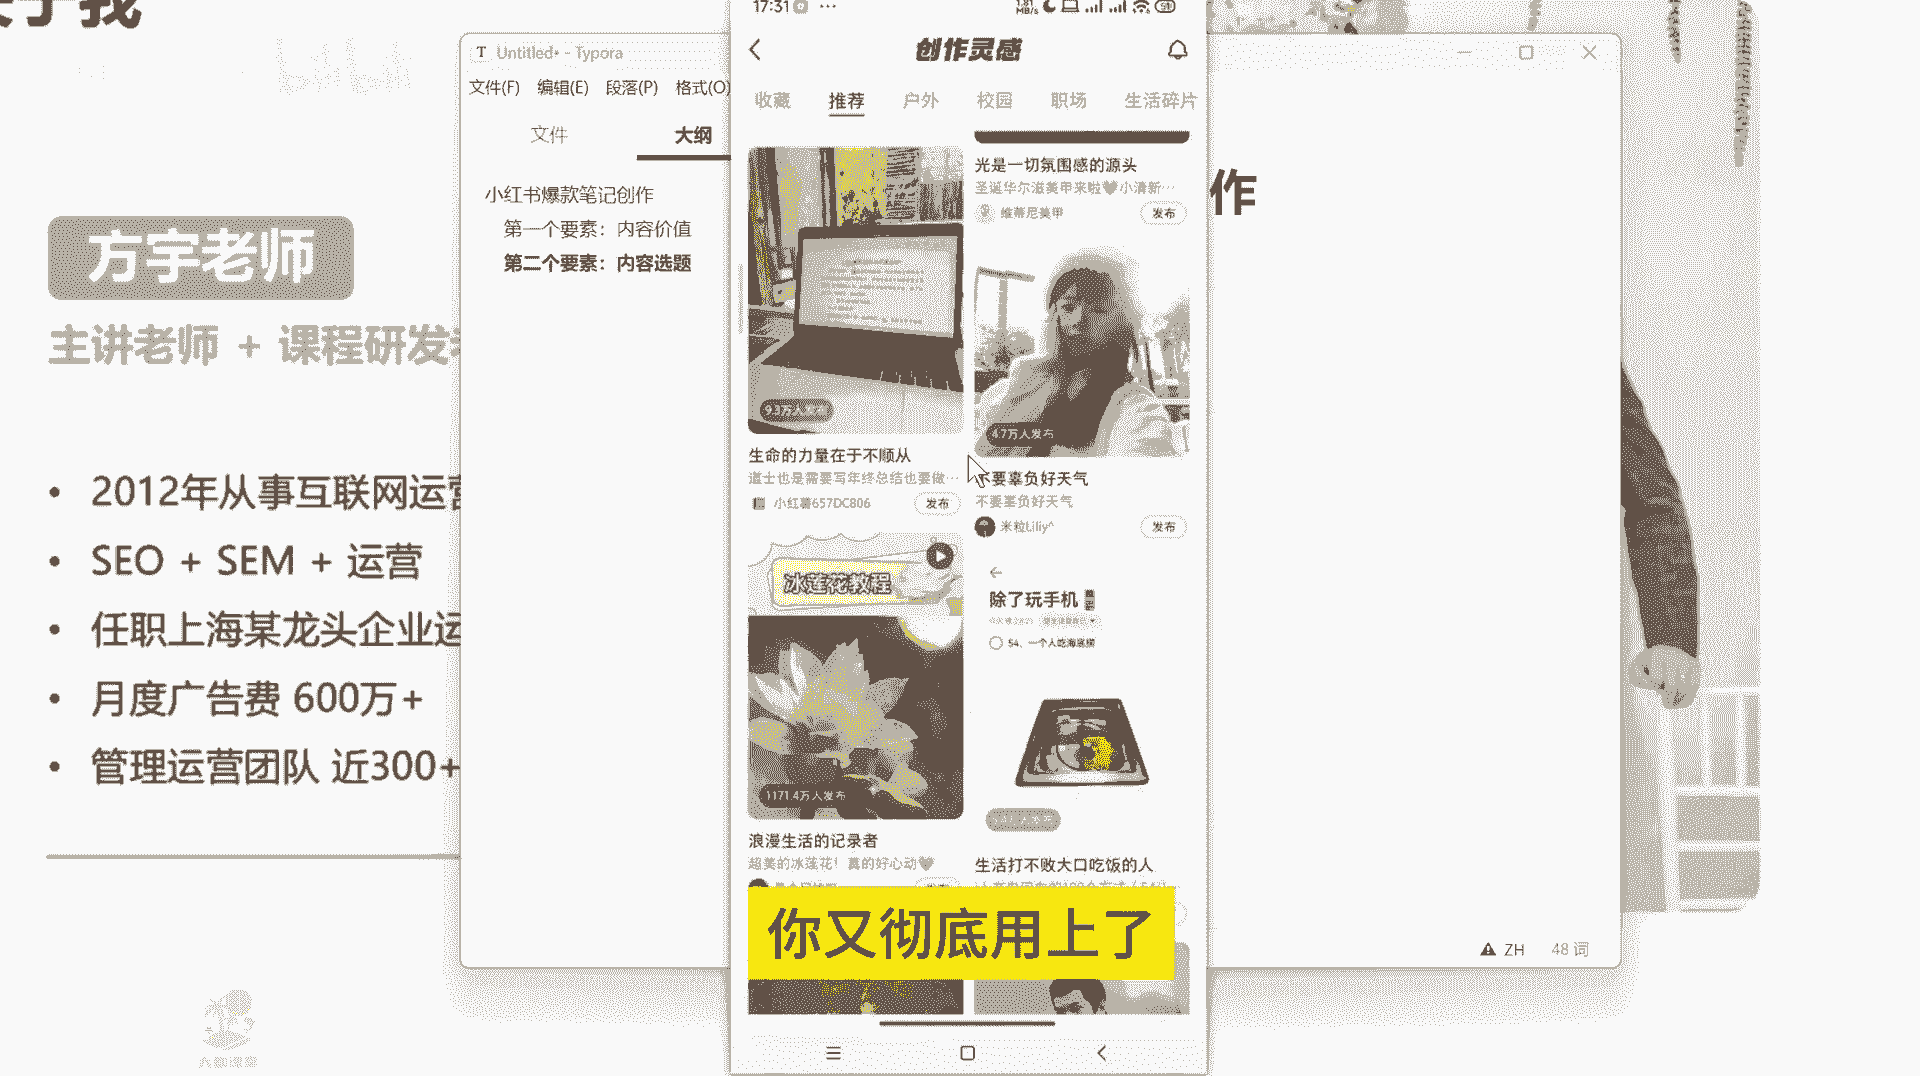 关于我
方宇老师
主讲老师 + 课程研发
2012年从事互联网运营
SEO + SEM + 运营
任职上海某龙头企业运
月度广告费 600万+
管理运营团队 近300+
Untitled• - Typora
文件(F) 编辑(E) 段落(P) 格式(O)
文件 大纲
小红书爆款笔记创作
第一个要素：内容价值
第二个要素：内容选题
作
ZH 48 词
17:31
创作灵感
收藏 推荐 户外 校园 职场 生活碎片
9.3万人发布
生命的力量在于不顺从
道士也是需要写年终总结也要做…
小红薯657DC806 发布
冰莲花教程
1171.4万人发布
浪漫生活的记录者
超美的冰莲花！真的好心动
光是一切氛围感的源头
圣诞华尔滋美甲来啦 小清新…
维蒂尼美甲 发布
4.7万人发布
不要辜负好天气
不要辜负好天气
米粒Liliy^ 发布
除了玩手机
54、一个人吃海底捞
生活打不败大口吃饭的人
你又彻底用上了